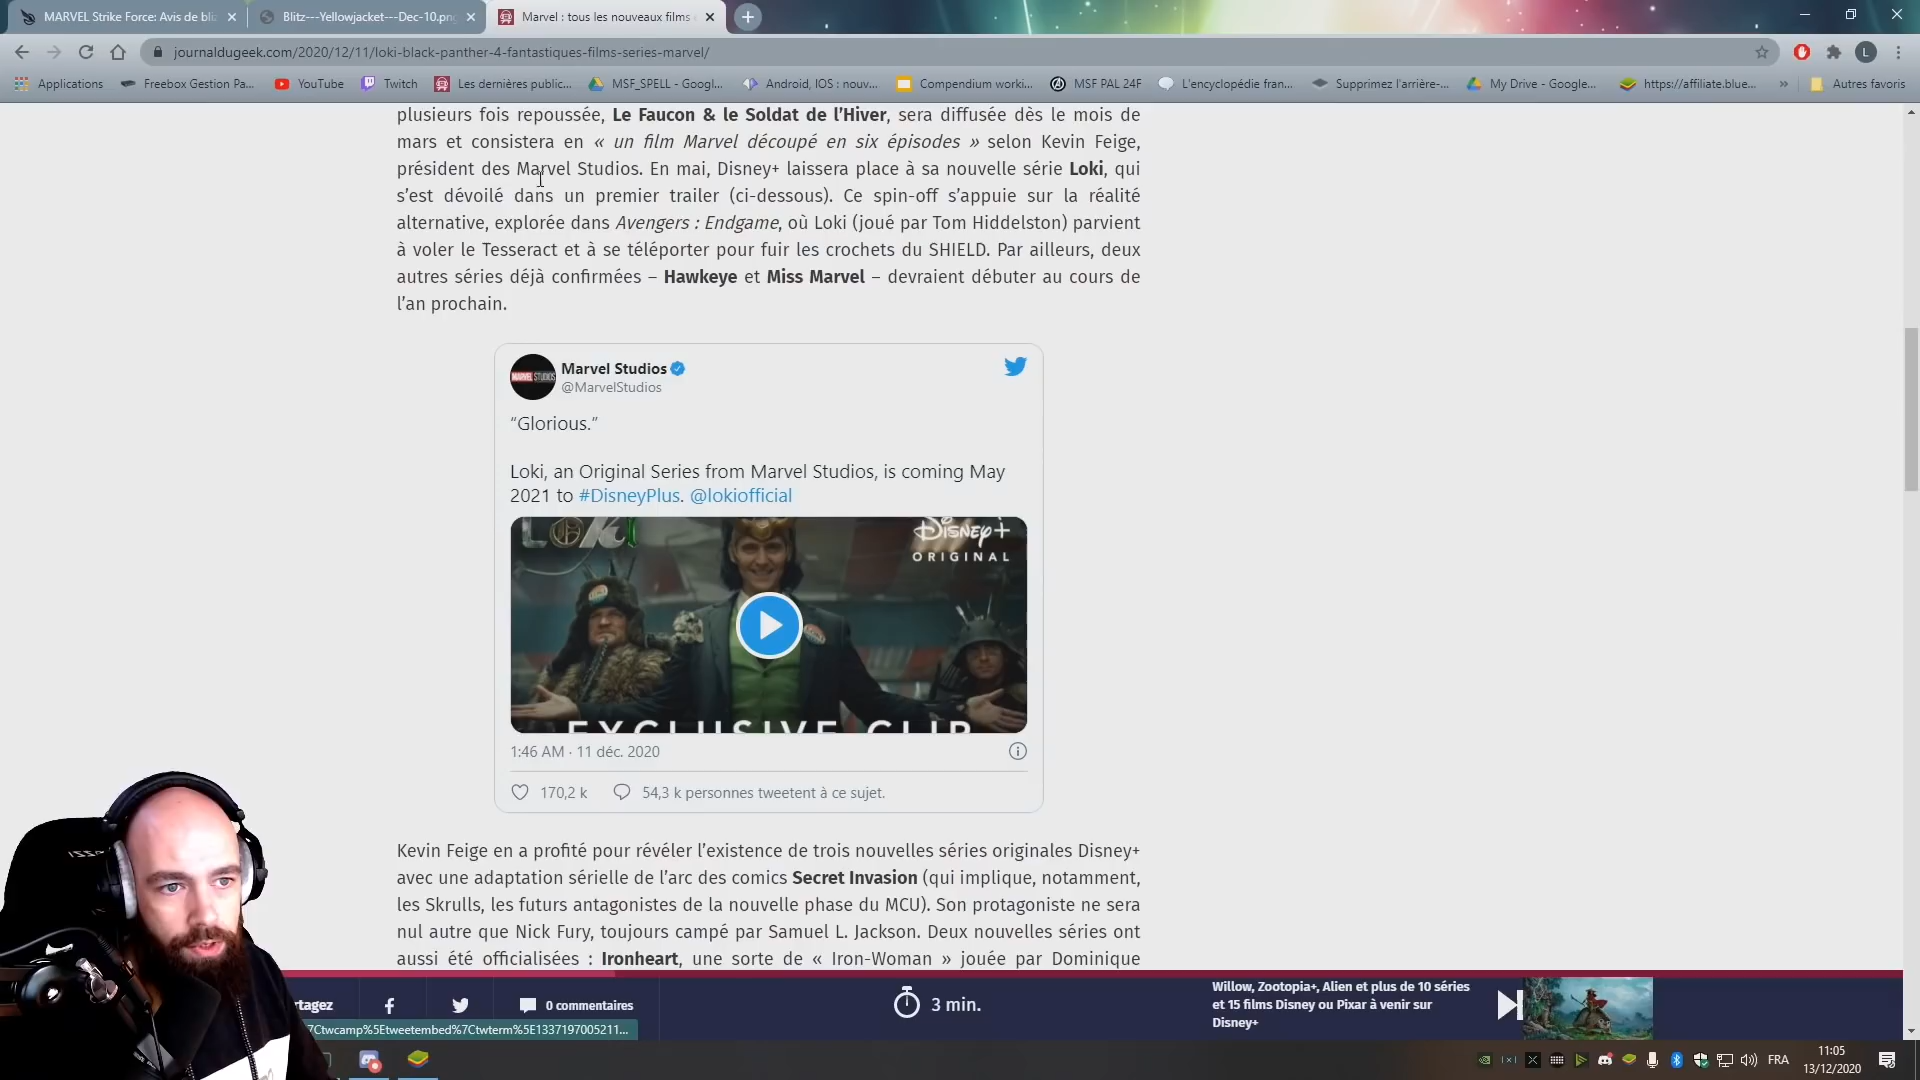 MARVEL Strike Force: Avis de bli
Blitz---Yellowjacket---Dec-10.png
Marvel : tous les nouveaux films
journaldugeek.com/2020/12/11/loki-black-panther-4-fantastiques-films-series-marvel/
Applications
Freebox Gestion Pa...
YouTube
Twitch
Les dernières public...
MSF_SPELL - Googl...
Android, IOS : nouv...
Compendium worki...
MSF PAL 24F
L'encyclopédie fran...
Supprimez l'arrière-...
My Drive - Google...
https://affiliate.blue...
»
Autres favoris
plusieurs fois repoussée, Le Faucon & le Soldat de l’Hiver, sera diffusée dès le mois de
mars et consistera en « un film Marvel découpé en six épisodes » selon Kevin Feige,
président des Marvel Studios. En mai, Disney+ laissera place à sa nouvelle série Loki, qui
s’est dévoilé dans un premier trailer (ci-dessous). Ce spin-off s’appuie sur la réalité
alternative, explorée dans Avengers : Endgame, où Loki (joué par Tom Hiddelston) parvient
à voler le Tesseract et à se téléporter pour fuir les crochets du SHIELD. Par ailleurs, deux
autres séries déjà confirmées – Hawkeye et Miss Marvel – devraient débuter au cours de
l’an prochain.
MARVEL STUDIOS
Marvel Studios
@MarvelStudios
“Glorious.”
Loki, an Original Series from Marvel Studios, is coming May
2021 to #DisneyPlus. @lokiofficial
LOKI
Disney+
ORIGINAL
EXCLUSIVE CLIP
1:46 AM · 11 déc. 2020
170,2 k
54,3 k personnes tweetent à ce sujet.
Kevin Feige en a profité pour révéler l’existence de trois nouvelles séries originales Disney+
avec une adaptation sérielle de l’arc des comics Secret Invasion (qui implique, notamment,
les Skrulls, les futurs antagonistes de la nouvelle phase du MCU). Son protagoniste ne sera
nul autre que Nick Fury, toujours campé par Samuel L. Jackson. Deux nouvelles séries ont
aussi été officialisées : Ironheart, une sorte de « Iron-Woman » jouée par Dominique
rtagez
0 commentaires
3 min.
Willow, Zootopia+, Alien et plus de 10 séries
et 15 films Disney ou Pixar à venir sur
Disney+
7Ctwcamp%5Etweetembed%7Ctwterm%5E1337197005211...
FRA
11:05
13/12/2020